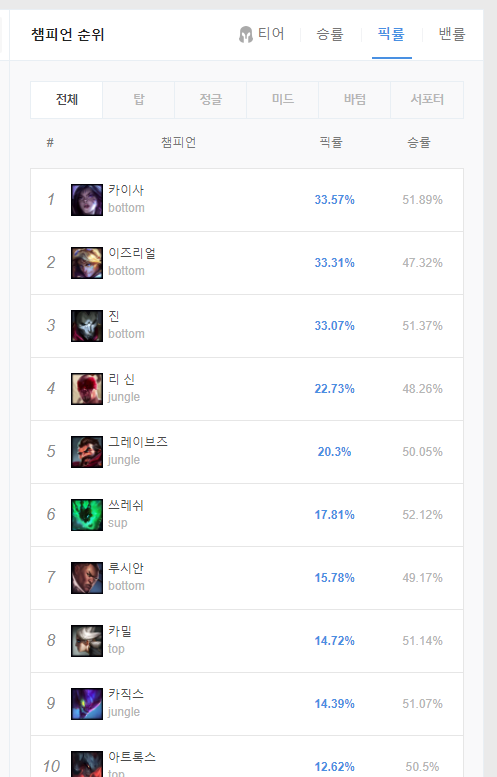 챔피언 순위 티어 승률 픽률 밴률
전체 탑 정글 미드 바텀 서포터
# 챔피언 픽률 승률
1 카이사 33.57% 51.89%
bottom
2 이즈리얼 33.31% 47.32%
bottom
3 진 33.07% 51.37%
bottom
4 리 신 22.73% 48.26%
jungle
5 그레이브즈 20.3% 50.05%
jungle
6 쓰레쉬 17.81% 52.12%
sup
7 루시안 15.78% 49.17%
bottom
8 카밀 14.72% 51.14%
top
9 카직스 14.39% 51.07%
jungle
10 아트록스 12.62% 50.5%
top